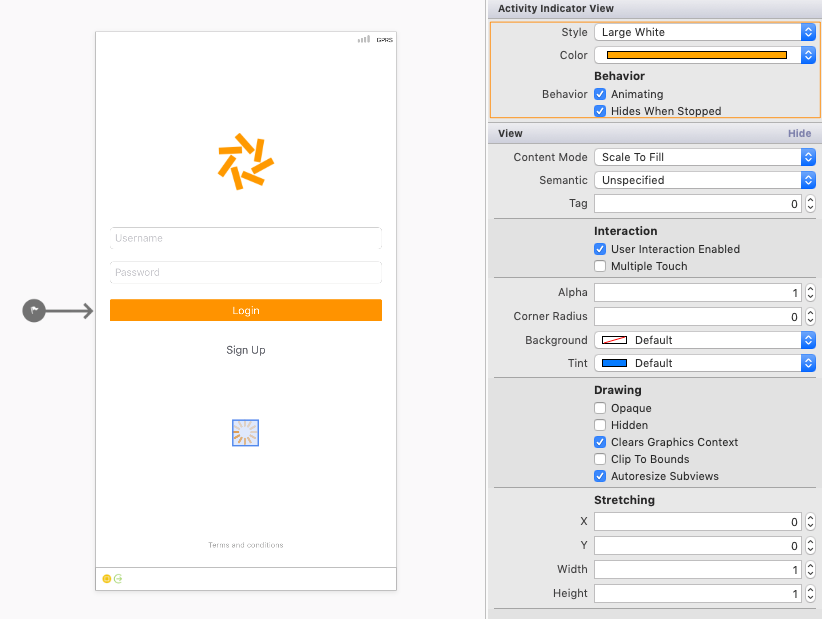 GPRS
Username
Password
Login
Sign Up
Terms and conditions
Activity Indicator View
Style Large White
Color
Behavior
Behavior Animating
Hides When Stopped
View Hide
Content Mode Scale To Fill
Semantic Unspecified
Tag 0
Interaction
User Interaction Enabled
Multiple Touch
Alpha 1
Corner Radius 0
Background Default
Tint Default
Drawing
Opaque
Hidden
Clears Graphics Context
Clip To Bounds
Autoresize Subviews
Stretching
X 0
Y 0
Width 1
Height 1